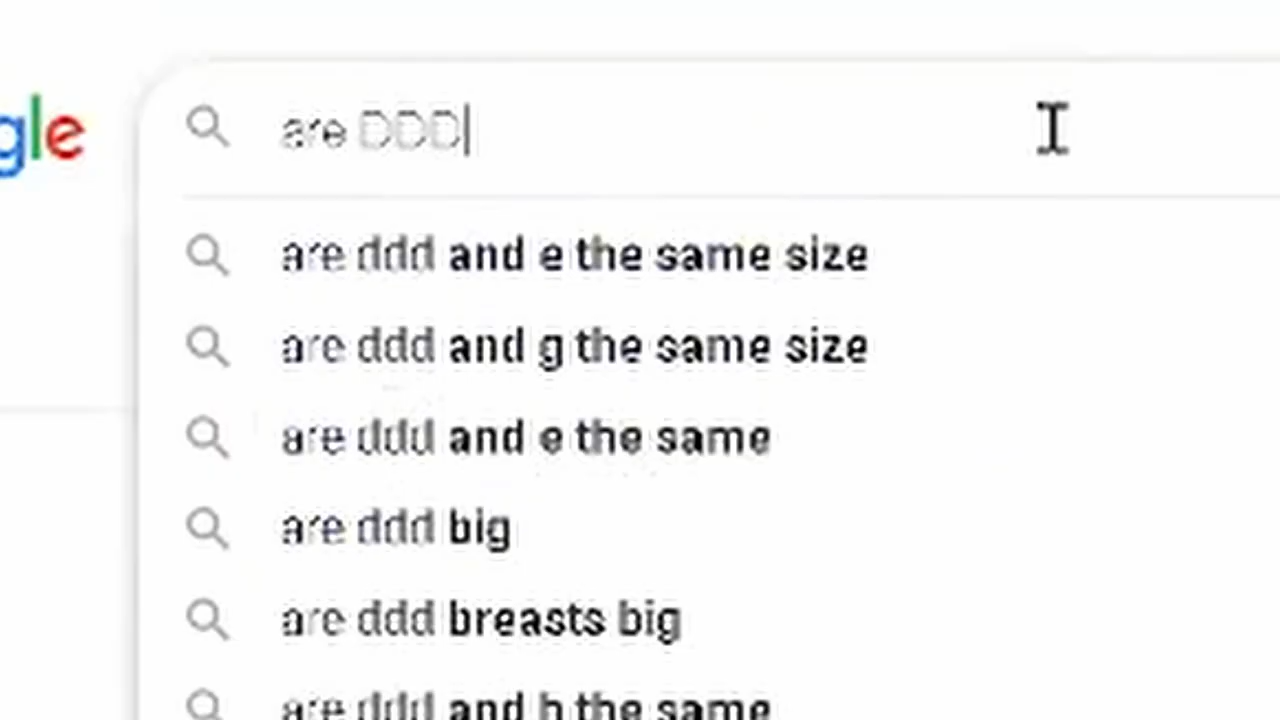 gle
are DDD
are ddd and e the same size
are ddd and g the same size
are ddd and e the same
are ddd big
are ddd breasts big
are ddd and h the same